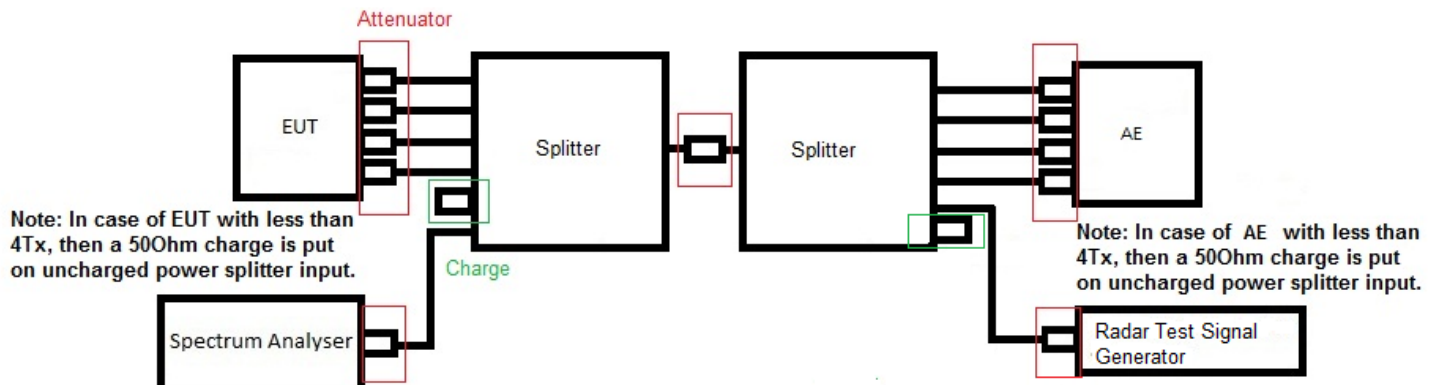 Attenuator
EUT
Splitter
Splitter
AE
Note: In case of EUT with less than
4Tx, then a 50Ohm charge is put
on uncharged power splitter input.
Charge
Note: In case of AE with less than
4Tx, then a 50Ohm charge is put
on uncharged power splitter input.
Spectrum Analyser
Radar Test Signal
Generator